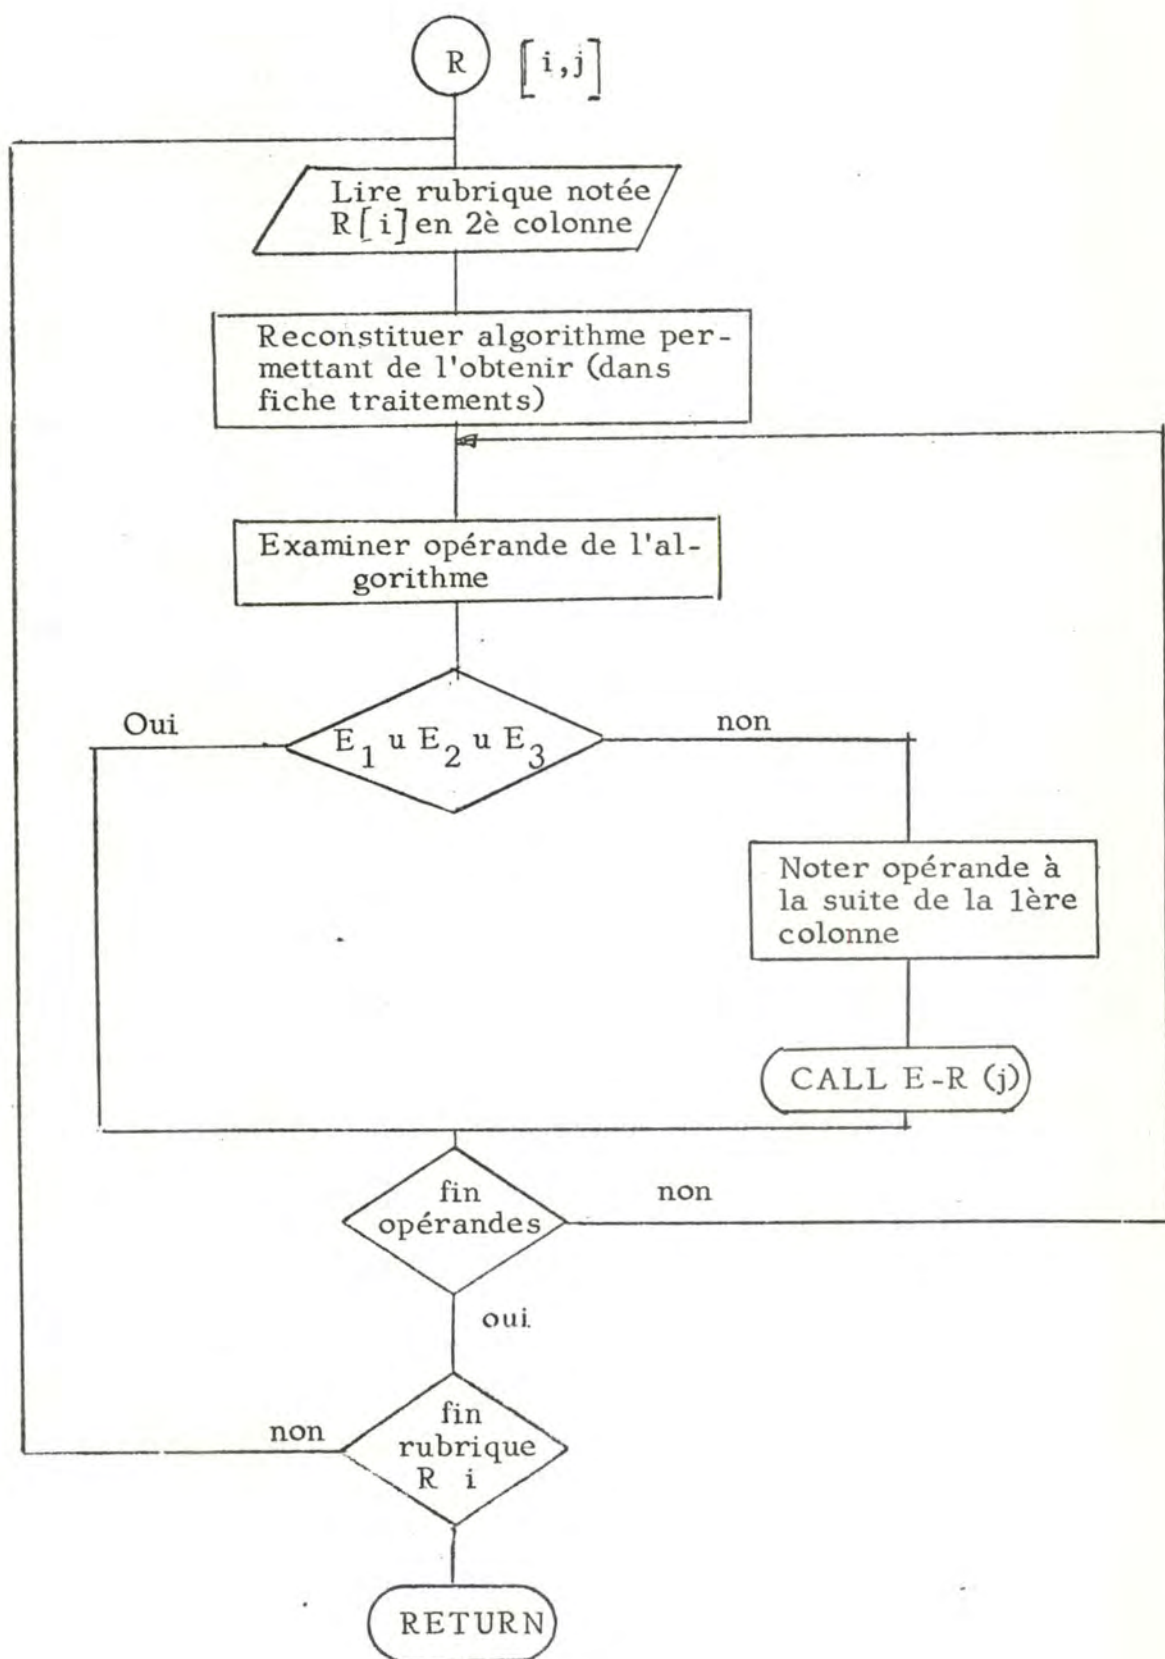 R [i,j]
Lire rubrique notée
R[i] en 2è colonne
Reconstituer algorithme per-
mettant de l'obtenir (dans
fiche traitements)
Examiner opérande de l'al-
gorithme
Oui
E1 u E2 u E3
non
Noter opérande à
la suite de la 1ère
colonne
CALL E-R (j)
fin
opérandes
non
oui.
fin
rubrique
R i
non
RETURN